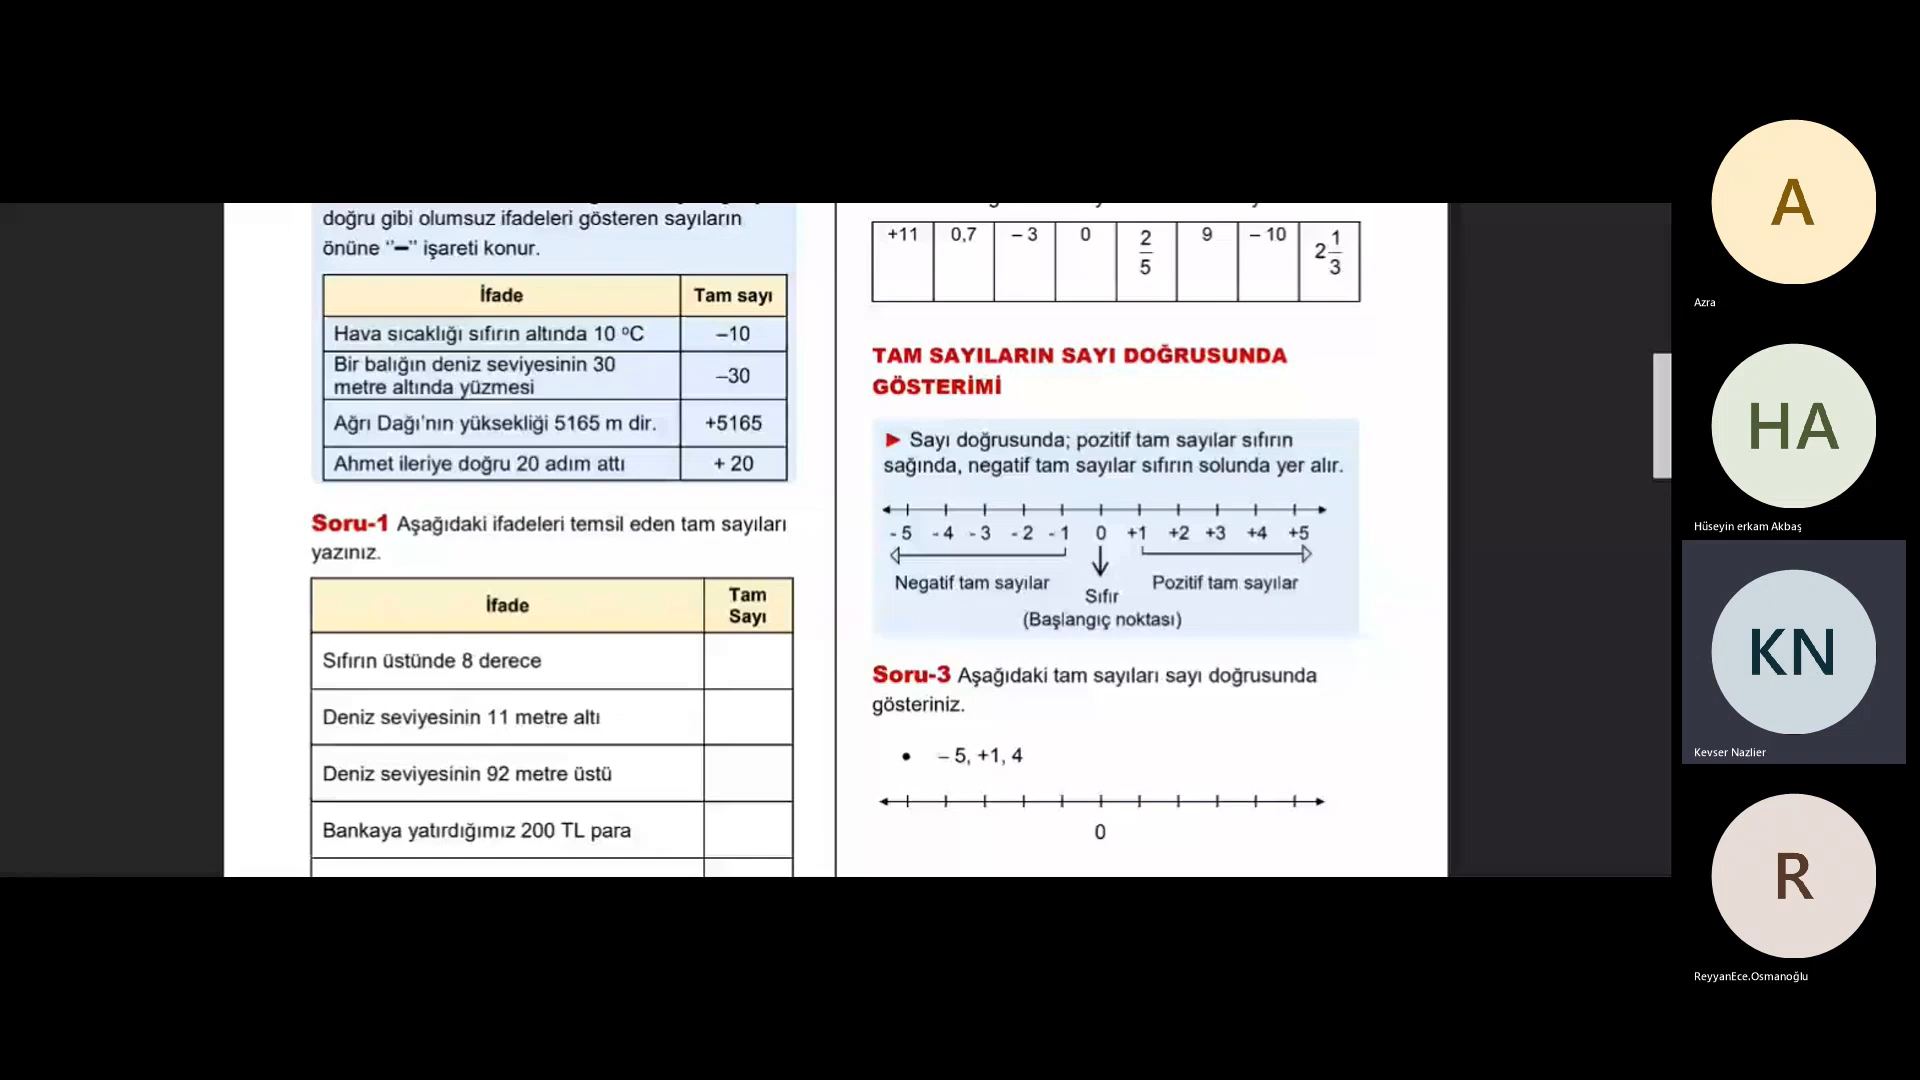 doğru gibi olumsuz ifadeleri gösteren sayıların
önüne “–” işareti konur.
İfade Tam sayı
Hava sıcaklığı sıfırın altında 10 °C –10
Bir balığın deniz seviyesinin 30
metre altında yüzmesi –30
Ağrı Dağı’nın yüksekliği 5165 m dir. +5165
Ahmet ileriye doğru 20 adım attı + 20
Soru-1 Aşağıdaki ifadeleri temsil eden tam sayıları
yazınız.
İfade Tam
Sayı
Sıfırın üstünde 8 derece
Deniz seviyesinin 11 metre altı
Deniz seviyesinin 92 metre üstü
Bankaya yatırdığımız 200 TL para
+11 0,7 – 3 0 2/5 9 – 10 2 1/3
TAM SAYILARIN SAYI DOĞRUSUNDA
GÖSTERİMİ
► Sayı doğrusunda; pozitif tam sayılar sıfırın
sağında, negatif tam sayılar sıfırın solunda yer alır.
- 5 - 4 - 3 - 2 - 1 0 +1 +2 +3 +4 +5
Negatif tam sayılar Pozitif tam sayılar
Sıfır
(Başlangıç noktası)
Soru-3 Aşağıdaki tam sayıları sayı doğrusunda
gösteriniz.
• – 5, +1, 4
0
A
Azra
HA
Hüseyin erkam Akbaş
KN
Kevser Nazlıer
R
ReyyanEce.Osmanoğlu